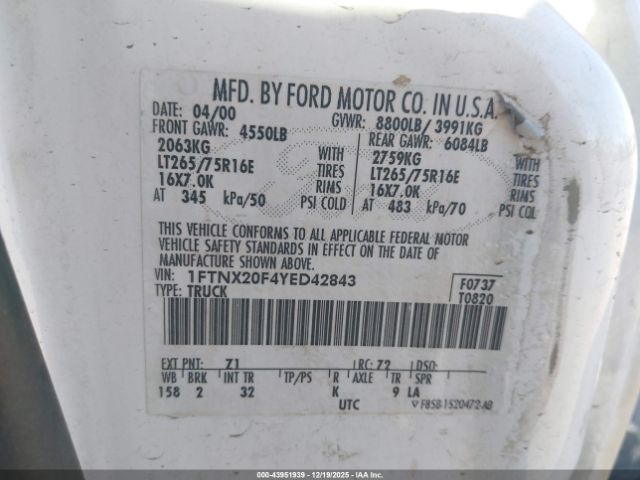 MFD. BY FORD MOTOR CO. IN U.S.A.
DATE: 04/00 GVWR: 8800LB/ 3991KG
FRONT GAWR: 4550LB REAR GAWR: 6084LB
2063KG WITH 2759KG WITH
LT265/75R16E TIRES LT265/75R16E TIRES
16X7.0K RIMS 16X7.0K RIMS
AT 345 kPa/50 PSI COLD AT 483 kPa/70 PSI COL
THIS VEHICLE CONFORMS TO ALL APPLICABLE FEDERAL MOTOR
VEHICLE SAFETY STANDARDS IN EFFECT ON THE DATE OF
MANUFACTURE SHOWN ABOVE.
VIN: 1FTNX20F4YED42843 F0737
TYPE: TRUCK T0820
EXT PNT: Z1 RC: 72 DSO:
WB BRK INT TR TP/PS R AXLE TR SPR
158 2 32 K 9 LA
UTC F85B-1520472-AB
000-43951939 - 12/19/2025 - COPYRIGHT © IAA, LLC